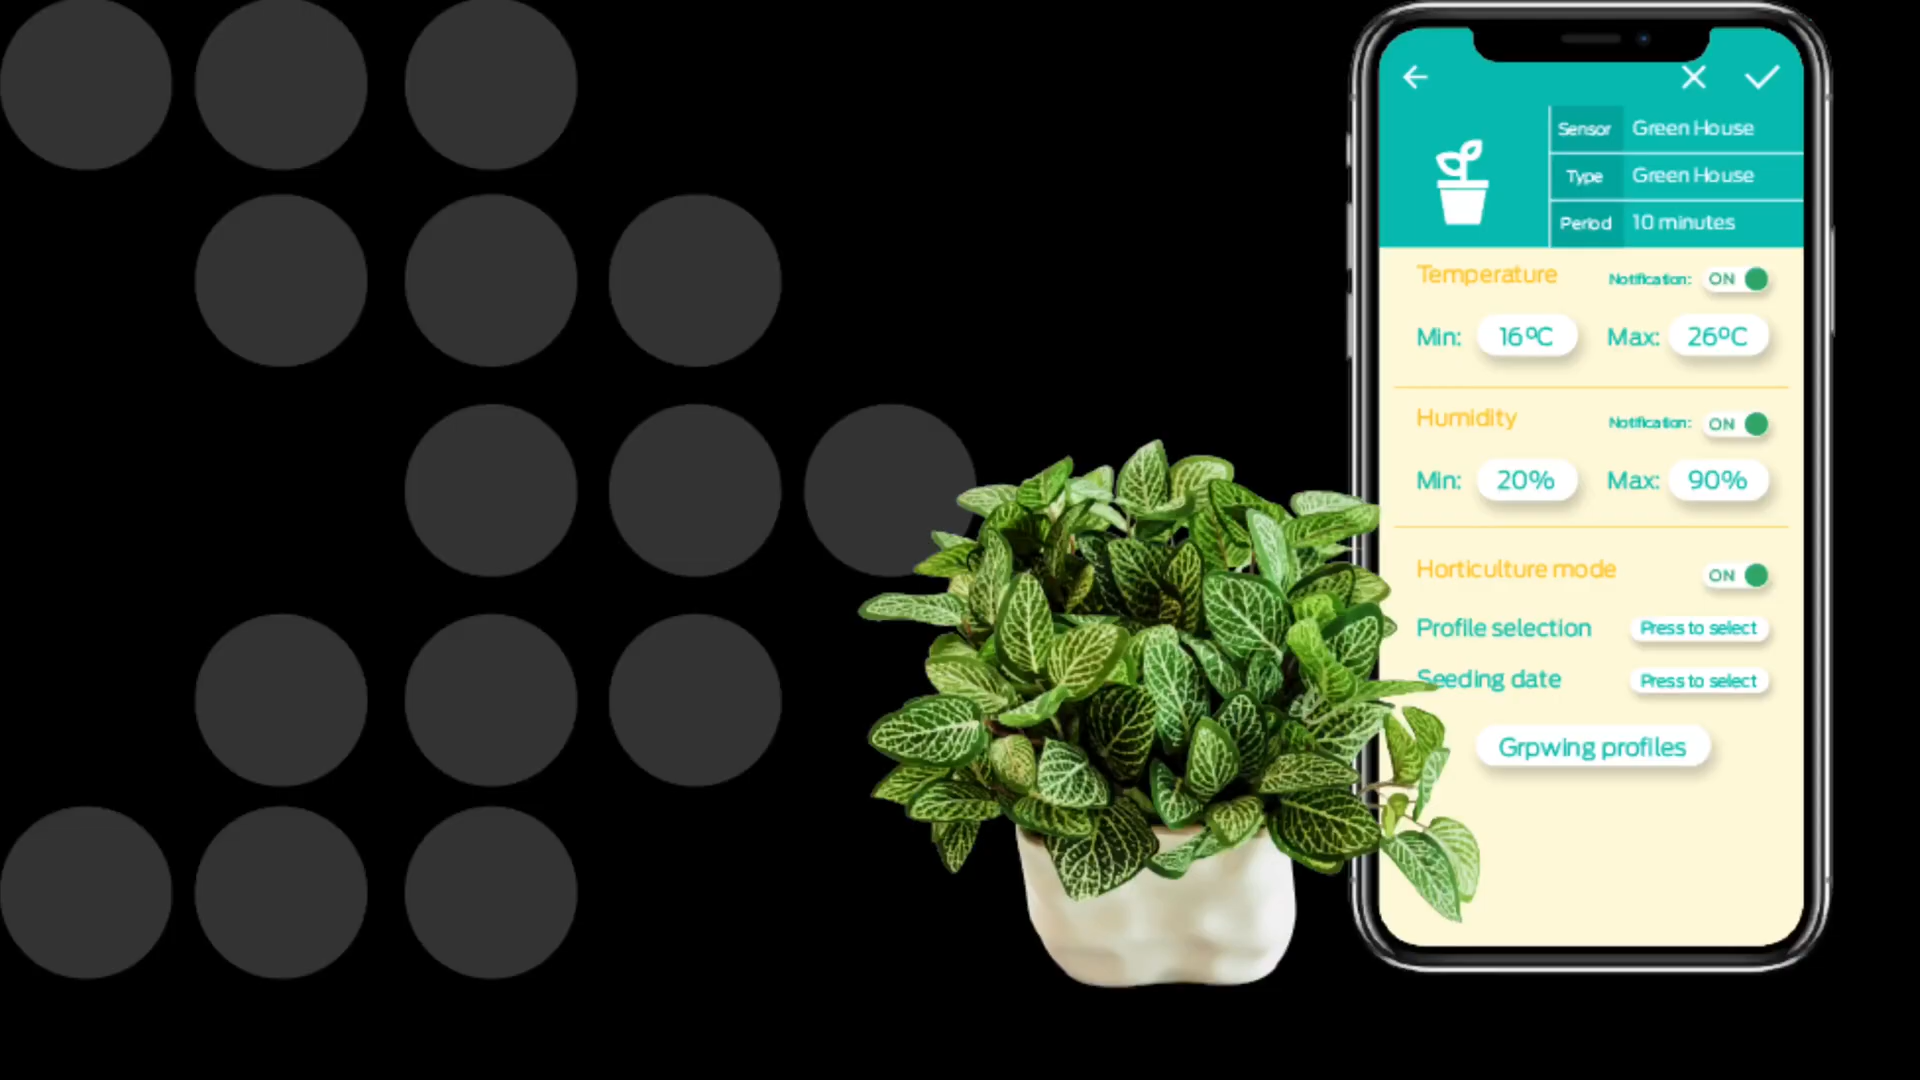 Sensor Green House
Type Green House
Period 10 minutes
Temperature Notification: ON
Min: 16ºC Max: 26ºC
Humidity Notification: ON
Min: 20% Max: 90%
Horticulture mode ON
Profile selection Press to select
Seeding date Press to select
Grpwing profiles